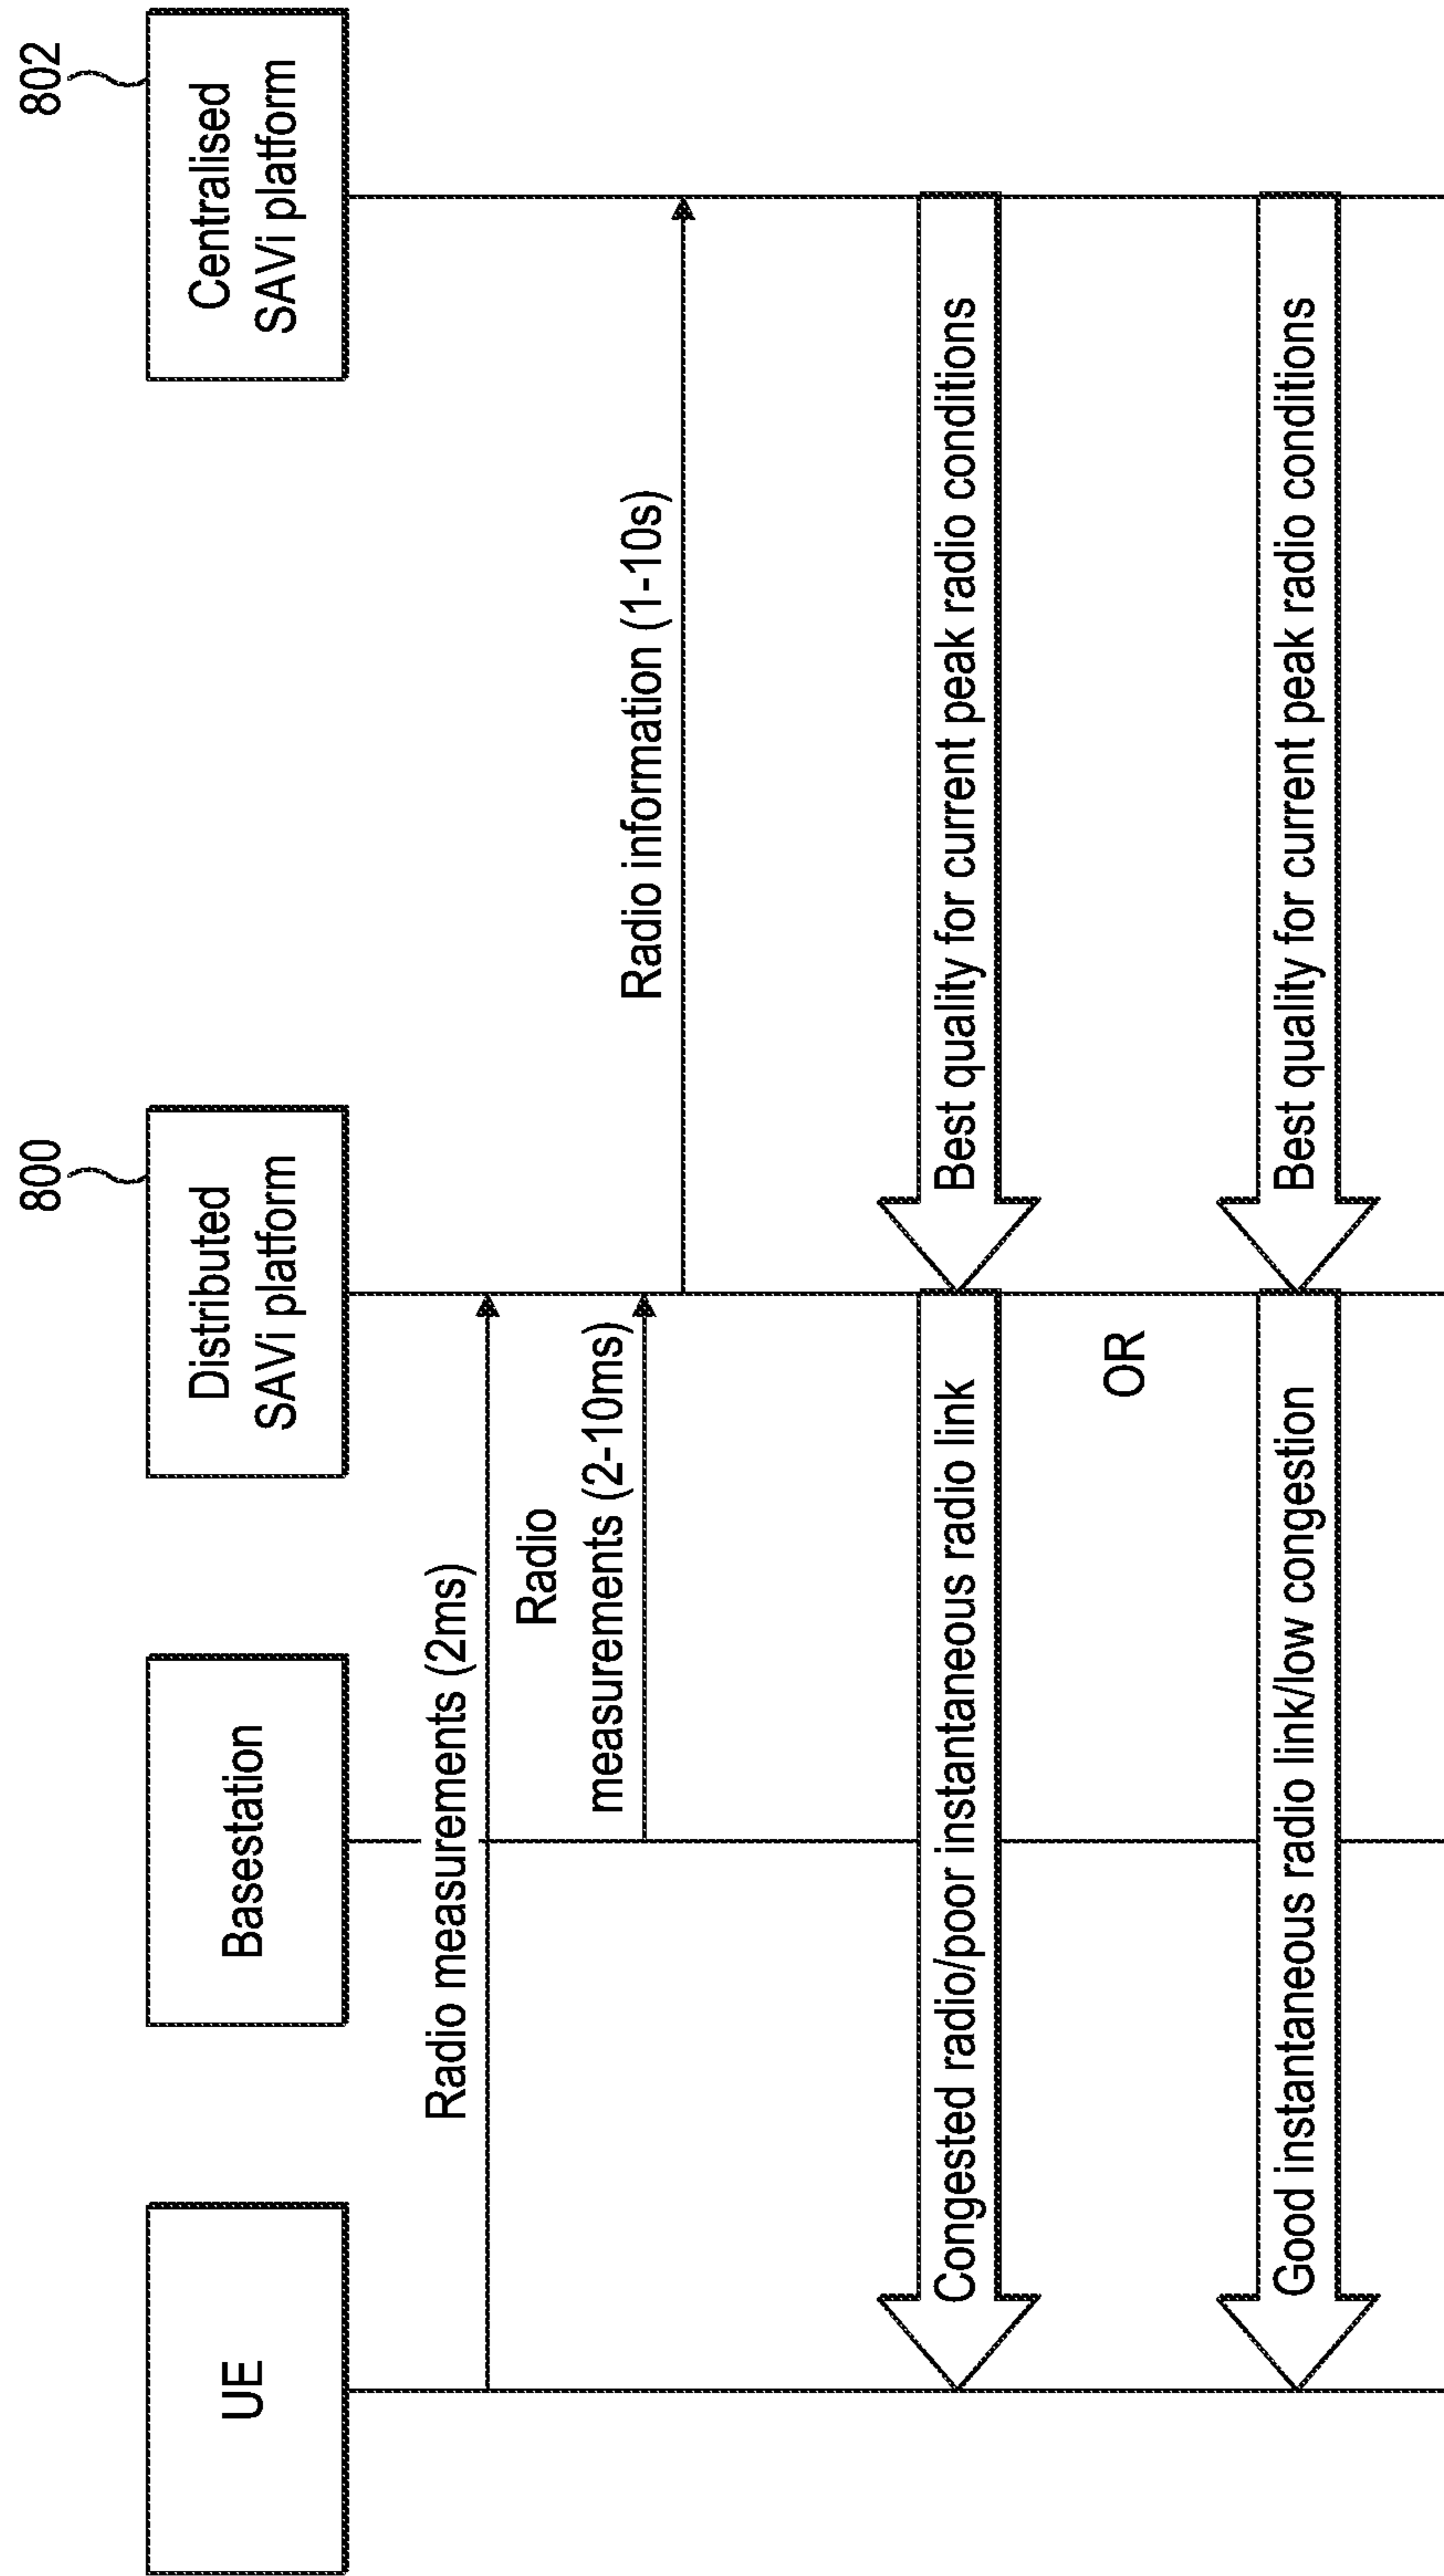 UE
Basestation
800
Distributed
SAVi platform
802
Centralised
SAVi platform
Radio measurements (2ms)
Radio
measurements (2-10ms)
Radio information (1-10s)
Congested radio/poor instantaneous radio link
Best quality for current peak radio conditions
OR
Good instantaneous radio link/low congestion
Best quality for current peak radio conditions